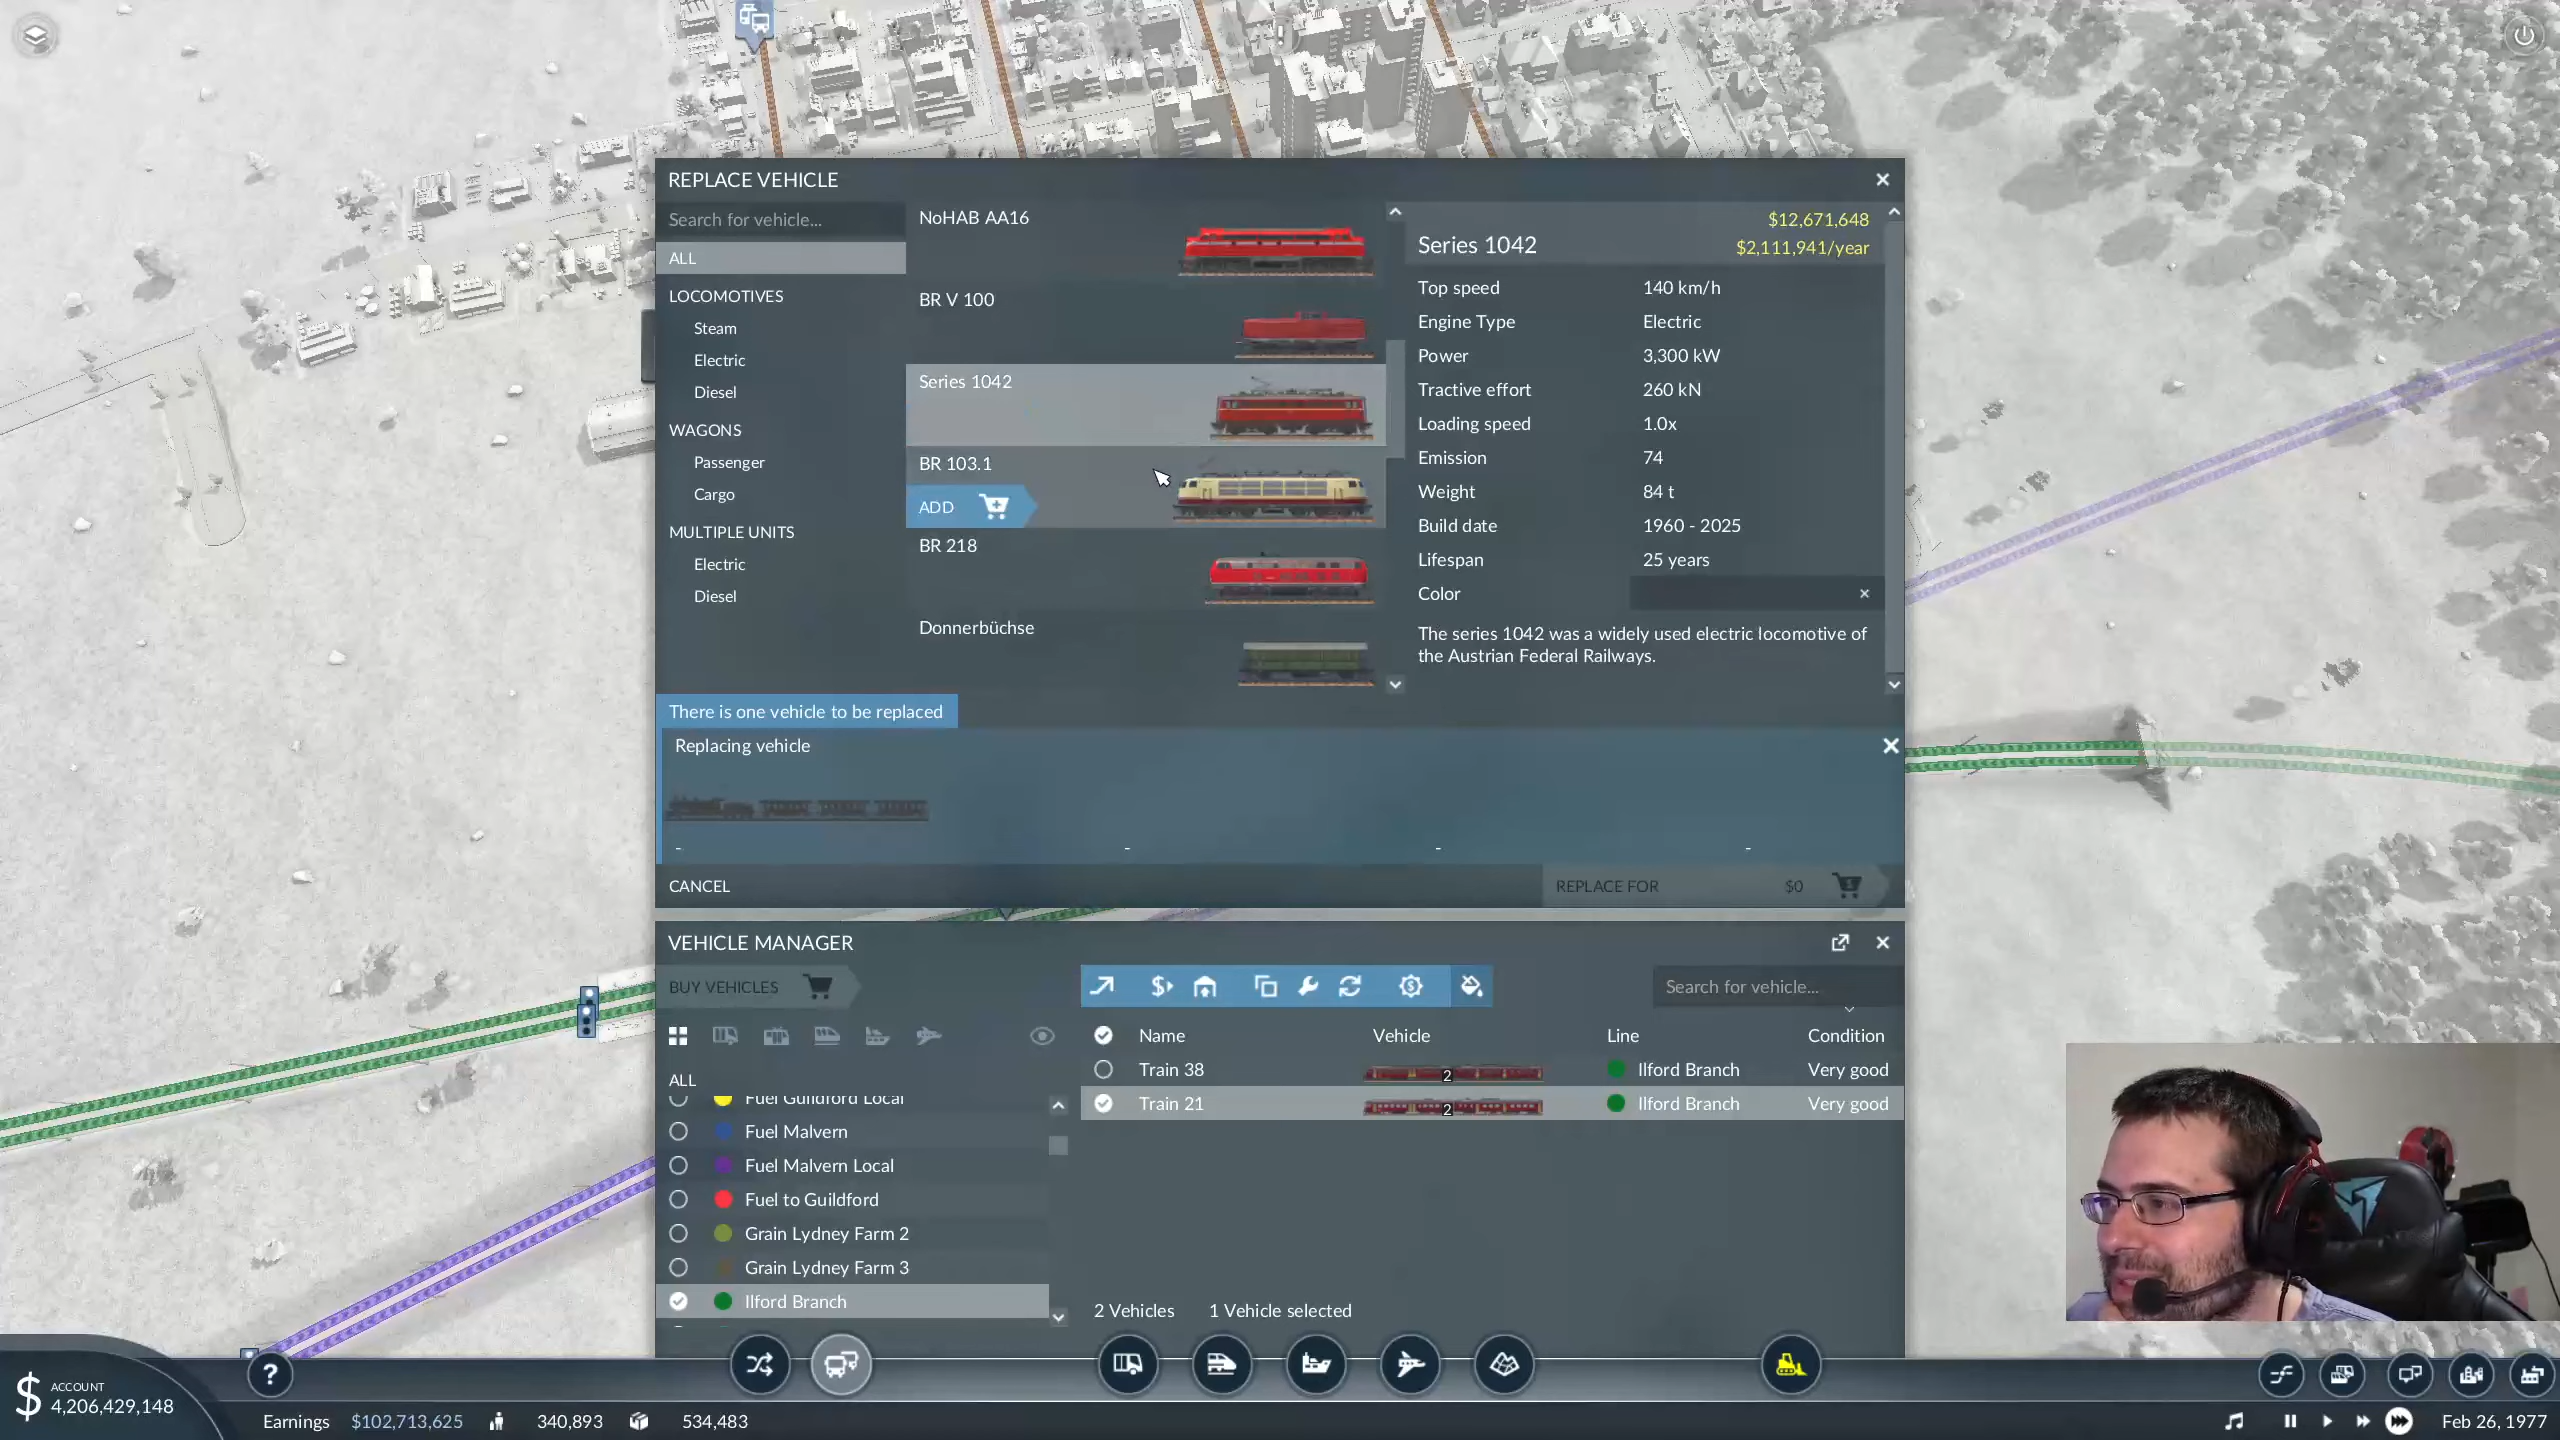 REPLACE VEHICLE
Search for vehicle...
ALL
LOCOMOTIVES
Steam
Electric
Diesel
WAGONS
Passenger
Cargo
MULTIPLE UNITS
Electric
Diesel
NoHAB AA16
BR V 100
Series 1042
BR 103.1
ADD
BR 218
Donnerbüchse
$12,671,648
Series 1042
$2,111,941/year
Top speed 140 km/h
Engine Type Electric
Power 3,300 kW
Tractive effort 260 kN
Loading speed 1.0x
Emission 74
Weight 84 t
Build date 1960 - 2025
Lifespan 25 years
Color
The series 1042 was a widely used electric locomotive of
the Austrian Federal Railways.
There is one vehicle to be replaced
Replacing vehicle
- - - -
CANCEL
REPLACE FOR $0
VEHICLE MANAGER
BUY VEHICLES
Search for vehicle...
ALL
Fuel Guildford Local
Fuel Malvern
Fuel Malvern Local
Fuel to Guildford
Grain Lydney Farm 2
Grain Lydney Farm 3
Ilford Branch
Name Vehicle Line Condition
Train 38 2 Ilford Branch Very good
Train 21 2 Ilford Branch Very good
2 Vehicles 1 Vehicle selected
ACCOUNT
$ 4,206,429,148
?
Earnings $102,713,625 340,893 534,483
Feb 26, 1977